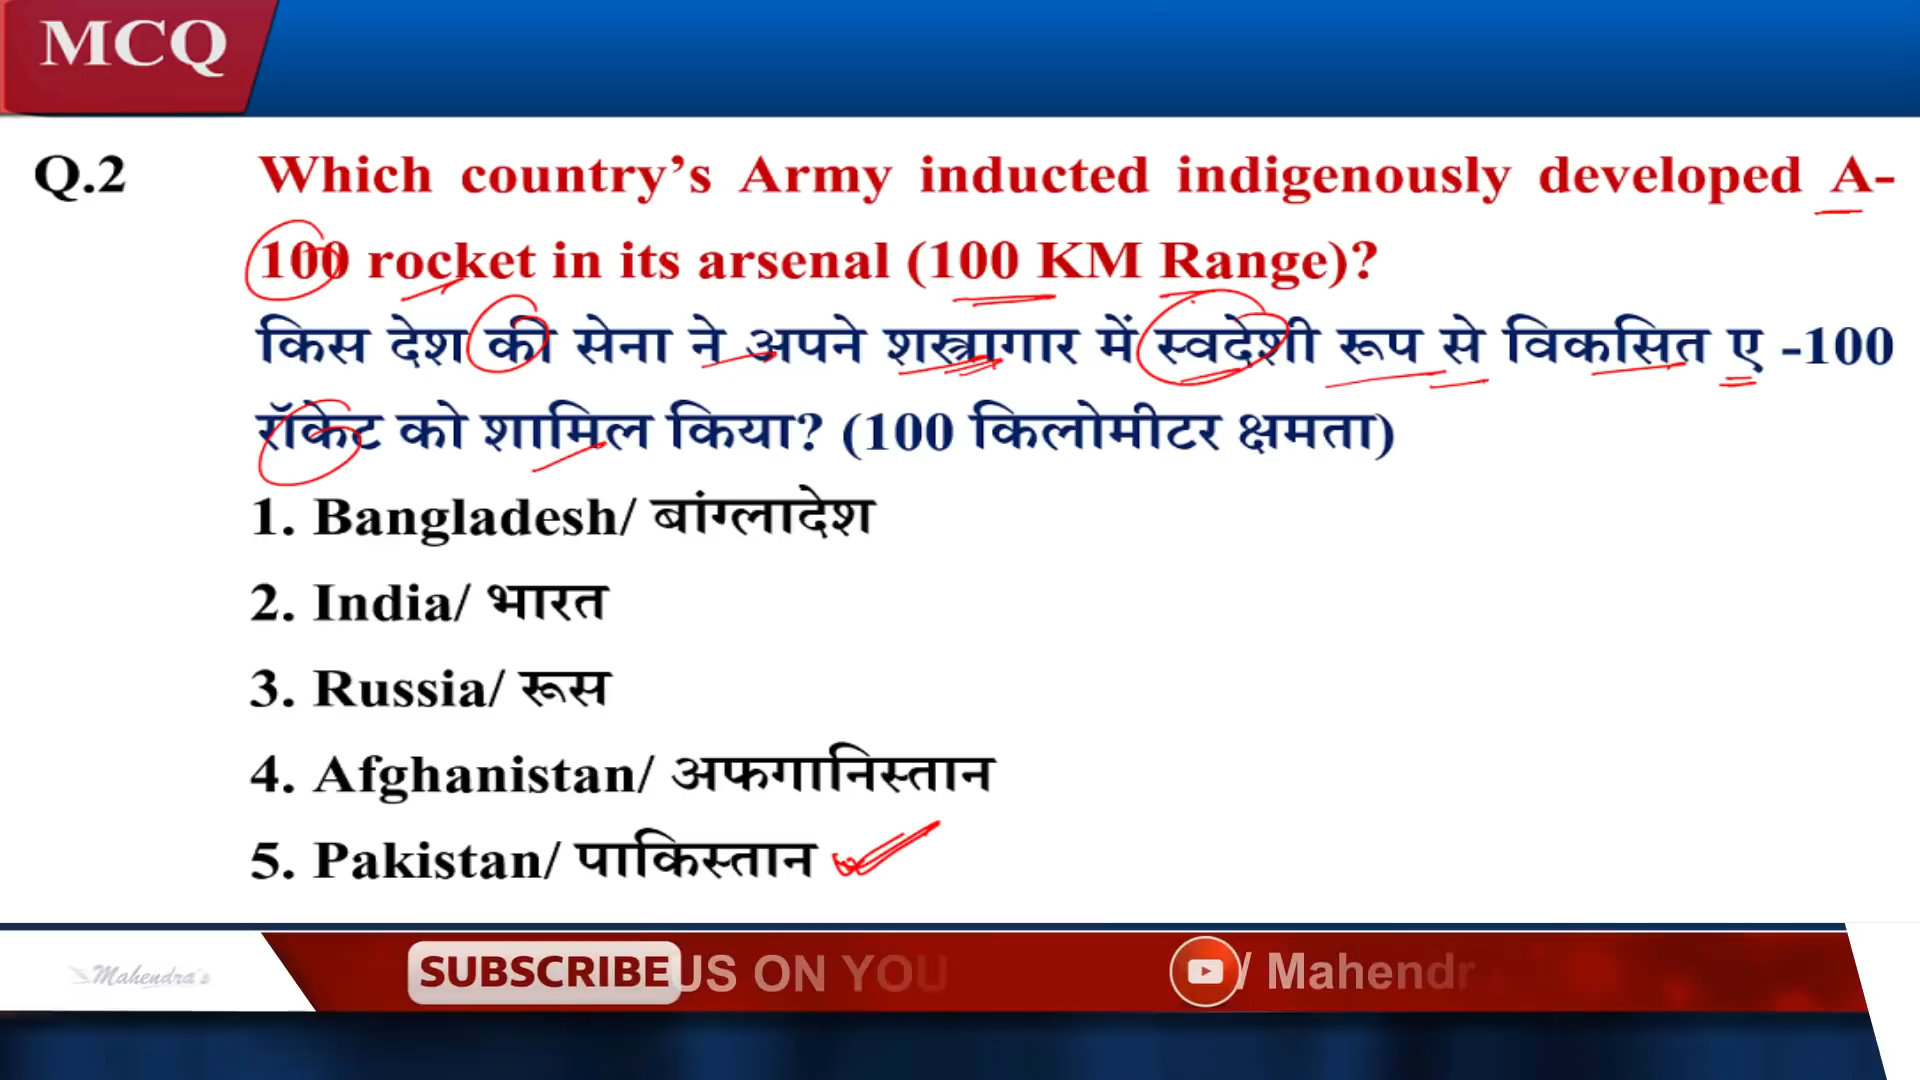 MCQ
Q.2 Which country’s Army inducted indigenously developed A-
100 rocket in its arsenal (100 KM Range)?
किस देश की सेना ने अपने शस्त्रागार में स्वदेशी रूप से विकसित ए -100
रॉकेट को शामिल किया? (100 किलोमीटर क्षमता)
1. Bangladesh/ बांग्लादेश
2. India/ भारत
3. Russia/ रूस
4. Afghanistan/ अफगानिस्तान
5. Pakistan/ पाकिस्तान
Mahendra's SUBSCRIBE US ON YOU / Mahendr